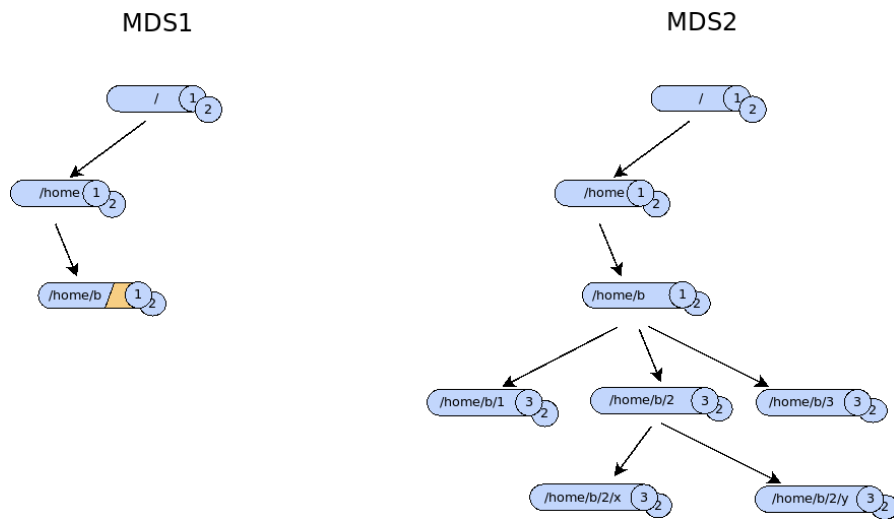 MDS1 MDS2
/ 1 2 / 1 2
/home 1 2 /home 1 2
/home/b 1 2 /home/b 1 2
/home/b/1 3 2 /home/b/2 3 2 /home/b/3 3 2
/home/b/2/x 3 2 /home/b/2/y 3 2